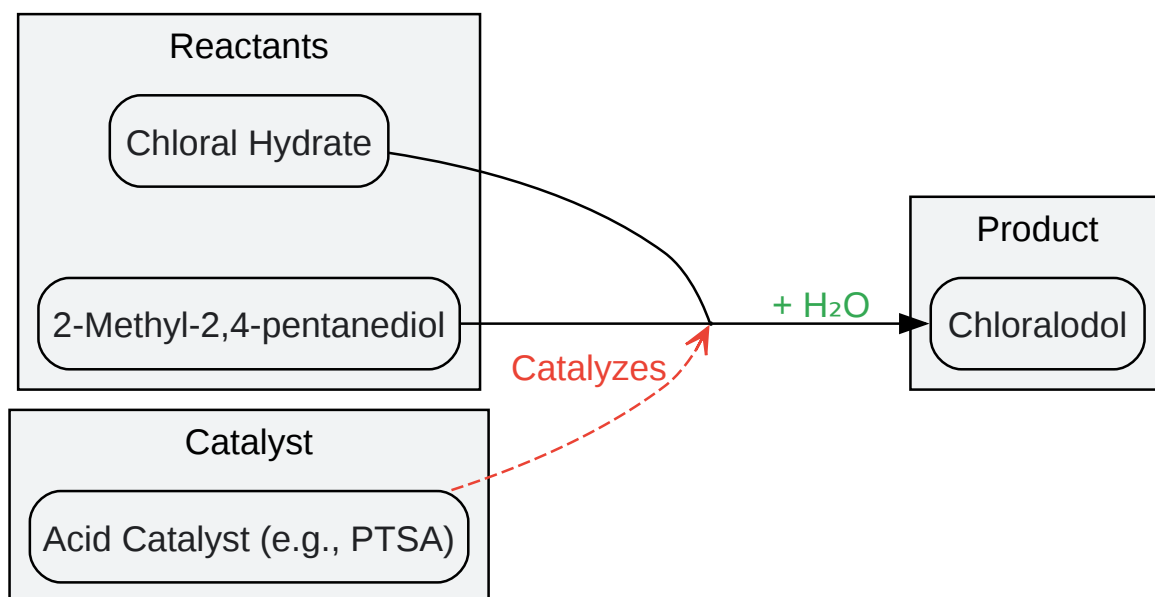 Reactants
Chloral Hydrate
2-Methyl-2,4-pentanediol
Catalyzes
+ H₂O
Product
Chloralodol
Catalyst
Acid Catalyst (e.g., PTSA)